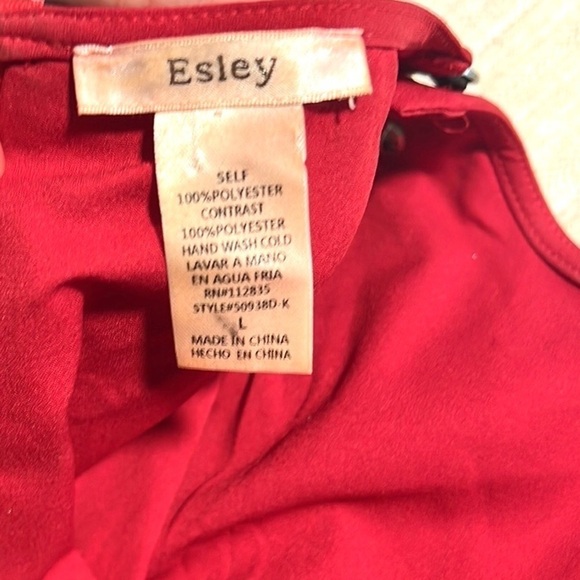 Esley
SELF
100%POLYESTER
CONTRAST
100%POLYESTER
HAND WASH COLD
LAVAR A MANO
EN AGUA FRIA
RN#112835
STYLE#50938D-K
L
MADE IN CHINA
HECHO EN CHINA